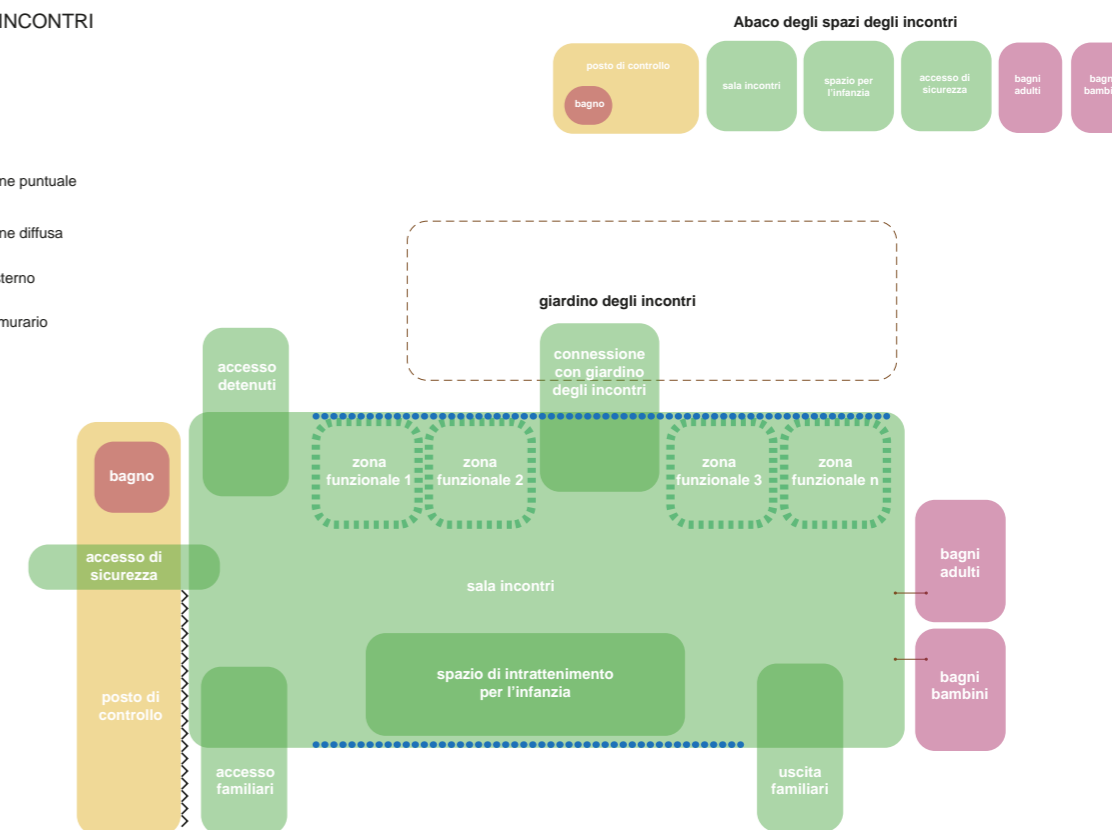 INCONTRI
Abaco degli spazi degli incontri
posto di controllo
bagno
sala incontri
spazio per
l'infanzia
accesso di
sicurezza
bagni
adulti
bagn
bambini
ne puntuale
ne diffusa
sterno
murario
giardino degli incontri
accesso
detenuti
connessione
con giardino
degli incontri
bagno
zona
funzionale 1
zona
funzionale 2
zona
funzionale 3
zona
funzionale n
accesso di
sicurezza
sala incontri
bagni
adulti
spazio di intrattenimento
per l'infanzia
bagni
bambini
posto di
controllo
accesso
familiari
uscita
familiari